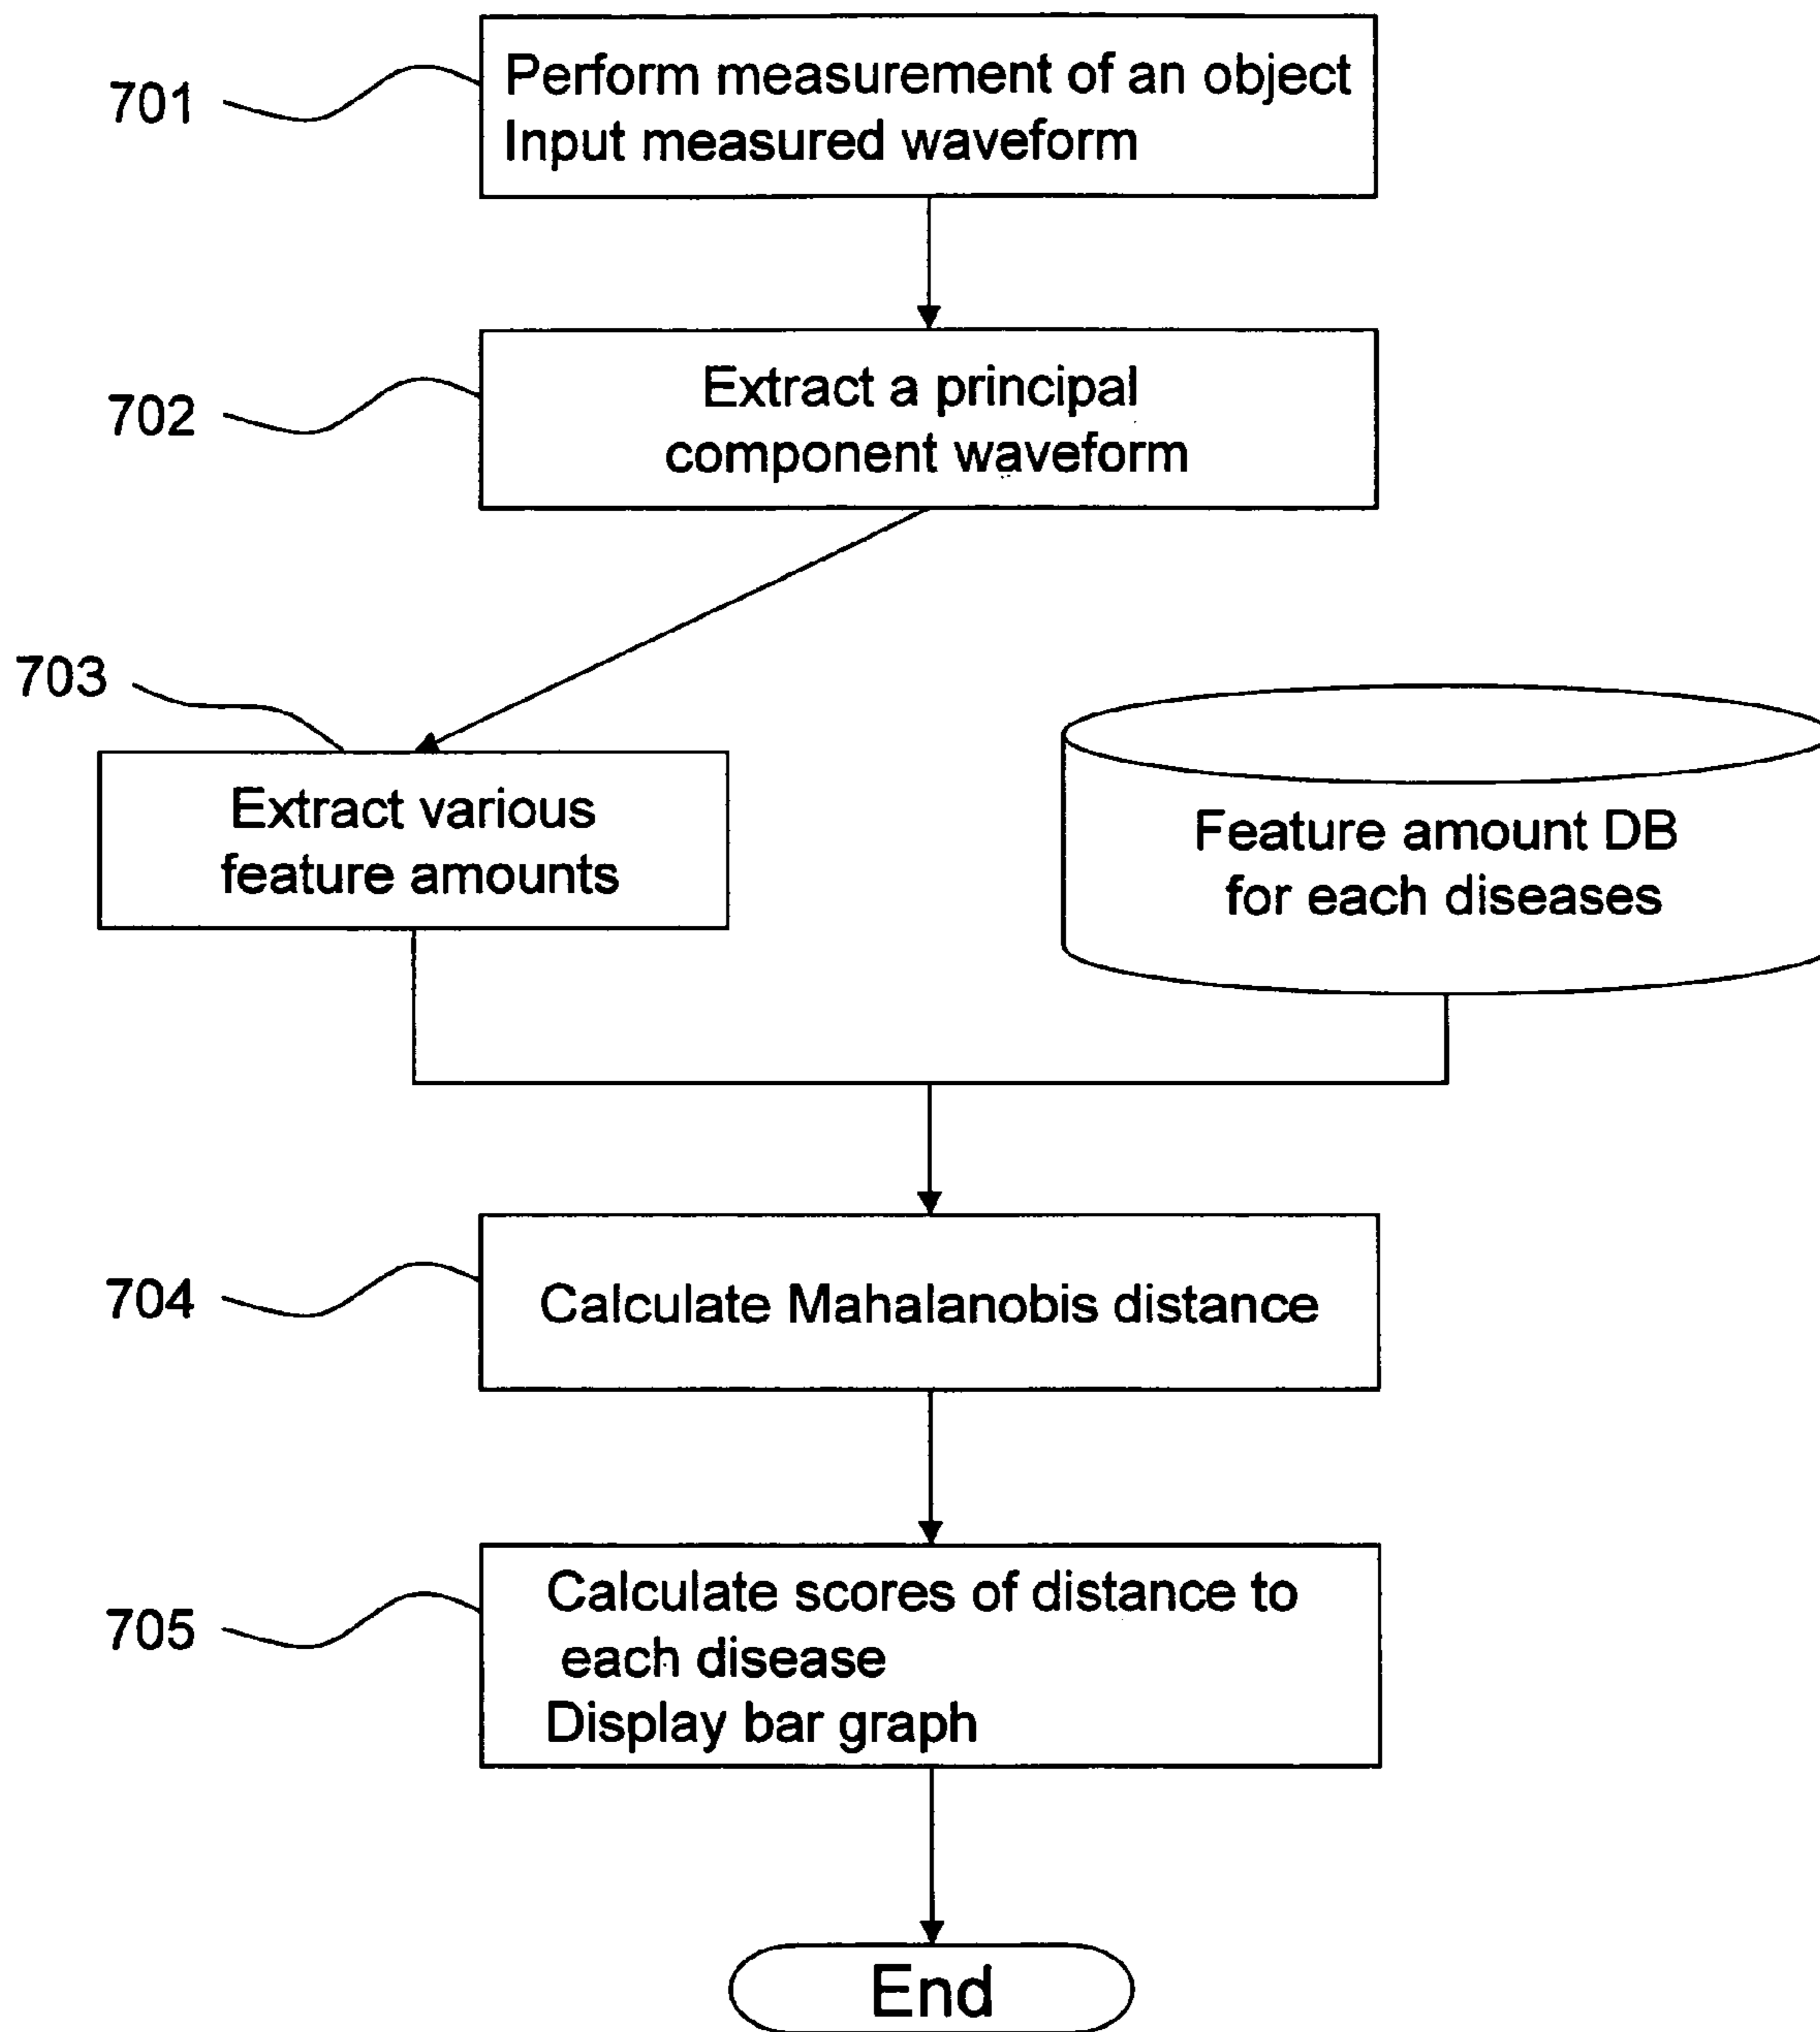 701
Perform measurement of an object
Input measured waveform
702
Extract a principal
component waveform
703
Extract various
feature amounts
Feature amount DB
for each diseases
704
Calculate Mahalanobis distance
705
Calculate scores of distance to
each disease
Display bar graph
End